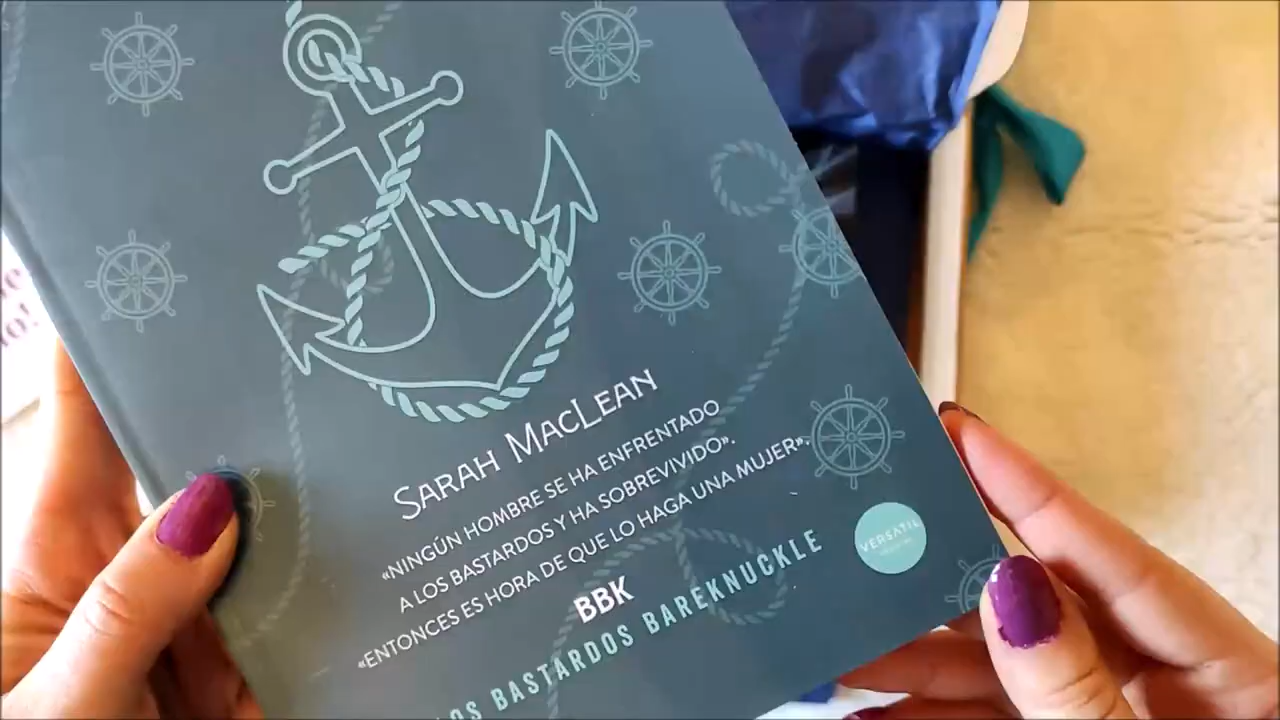 SARAH MACLEAN
«NINGÚN HOMBRE SE HA ENFRENTADO
A LOS BASTARDOS Y HA SOBREVIVIDO».
«ENTONCES ES HORA DE QUE LO HAGA UNA MUJER».
BBK
LOS BASTARDOS BAREKNUCKLE
VERSATIL